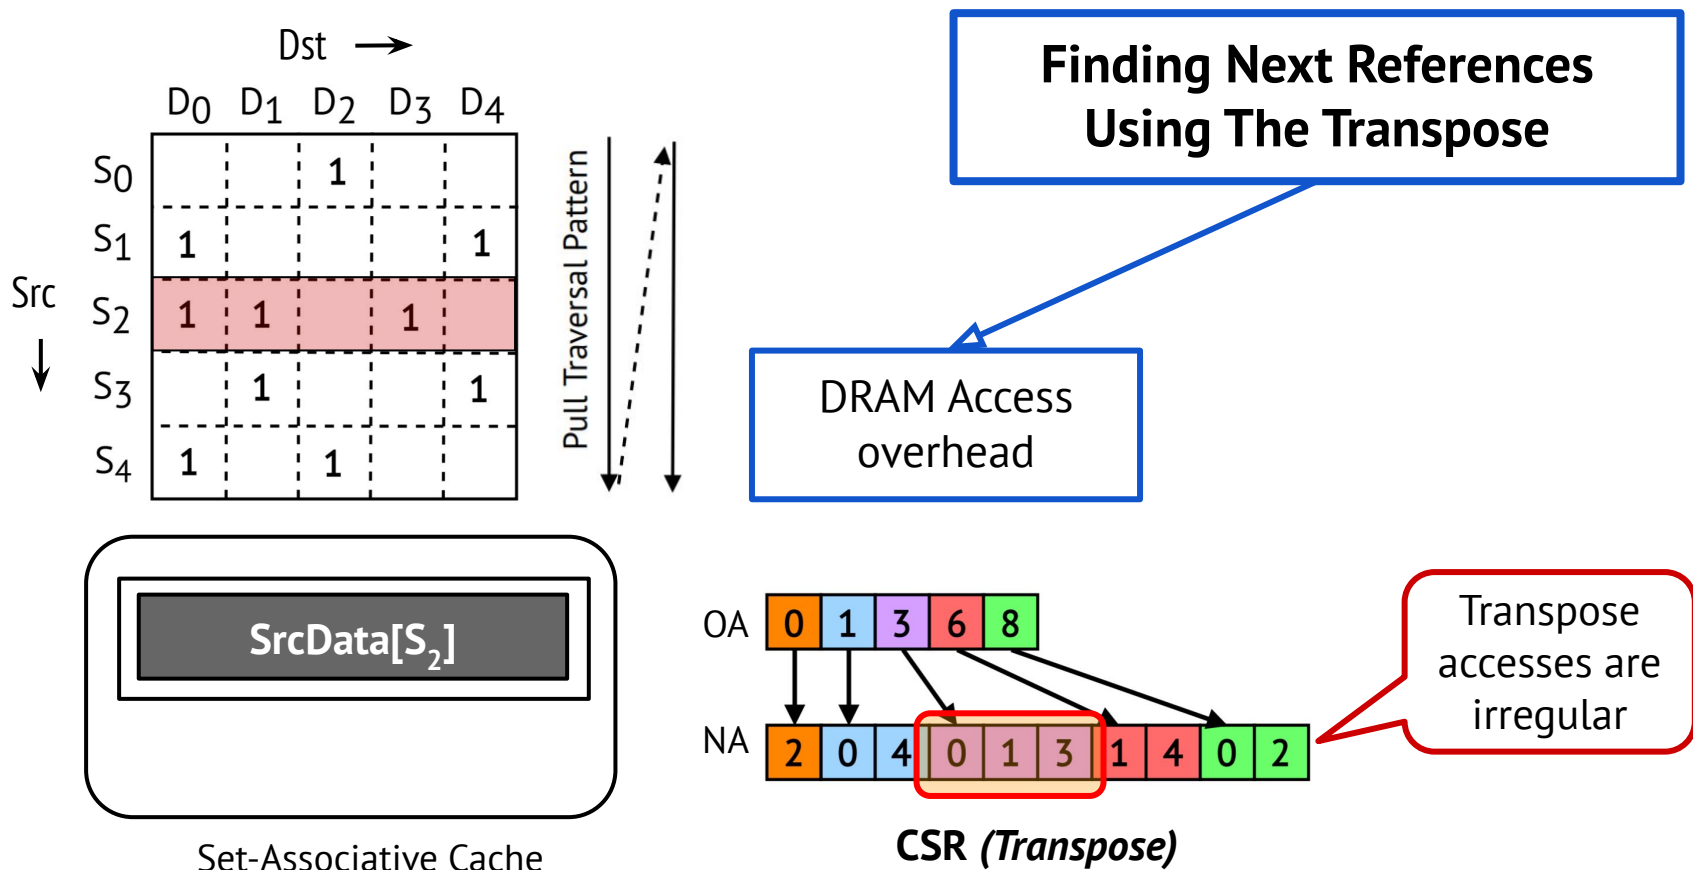 Dst →
D0 D1 D2 D3 D4
S0 1
S1 1 1
Src
S2 1 1 1
S3 1 1
S4 1 1
Pull Traversal Pattern
Finding Next References
Using The Transpose
DRAM Access
overhead
SrcData[S2]
Set-Associative Cache
OA 0 1 3 6 8
NA 2 0 4 0 1 3 1 4 0 2
CSR (Transpose)
Transpose
accesses are
irregular